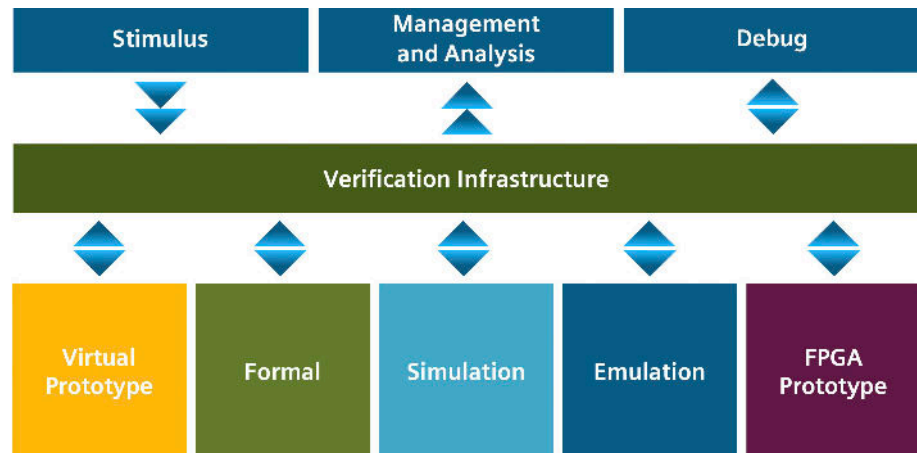 Stimulus
Management
and Analysis
Debug
Verification Infrastructure
Virtual
Prototype
Formal
Simulation
Emulation
FPGA
Prototype